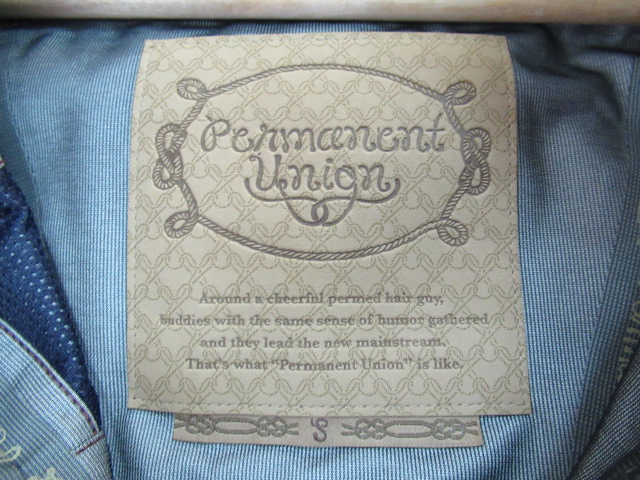 Permanent
Union
Around a cheerful permed hair guy,
buddies with the same sense of humor gathered
and they lead the new mainstream.
That's what "Permanent Union" is like.
S